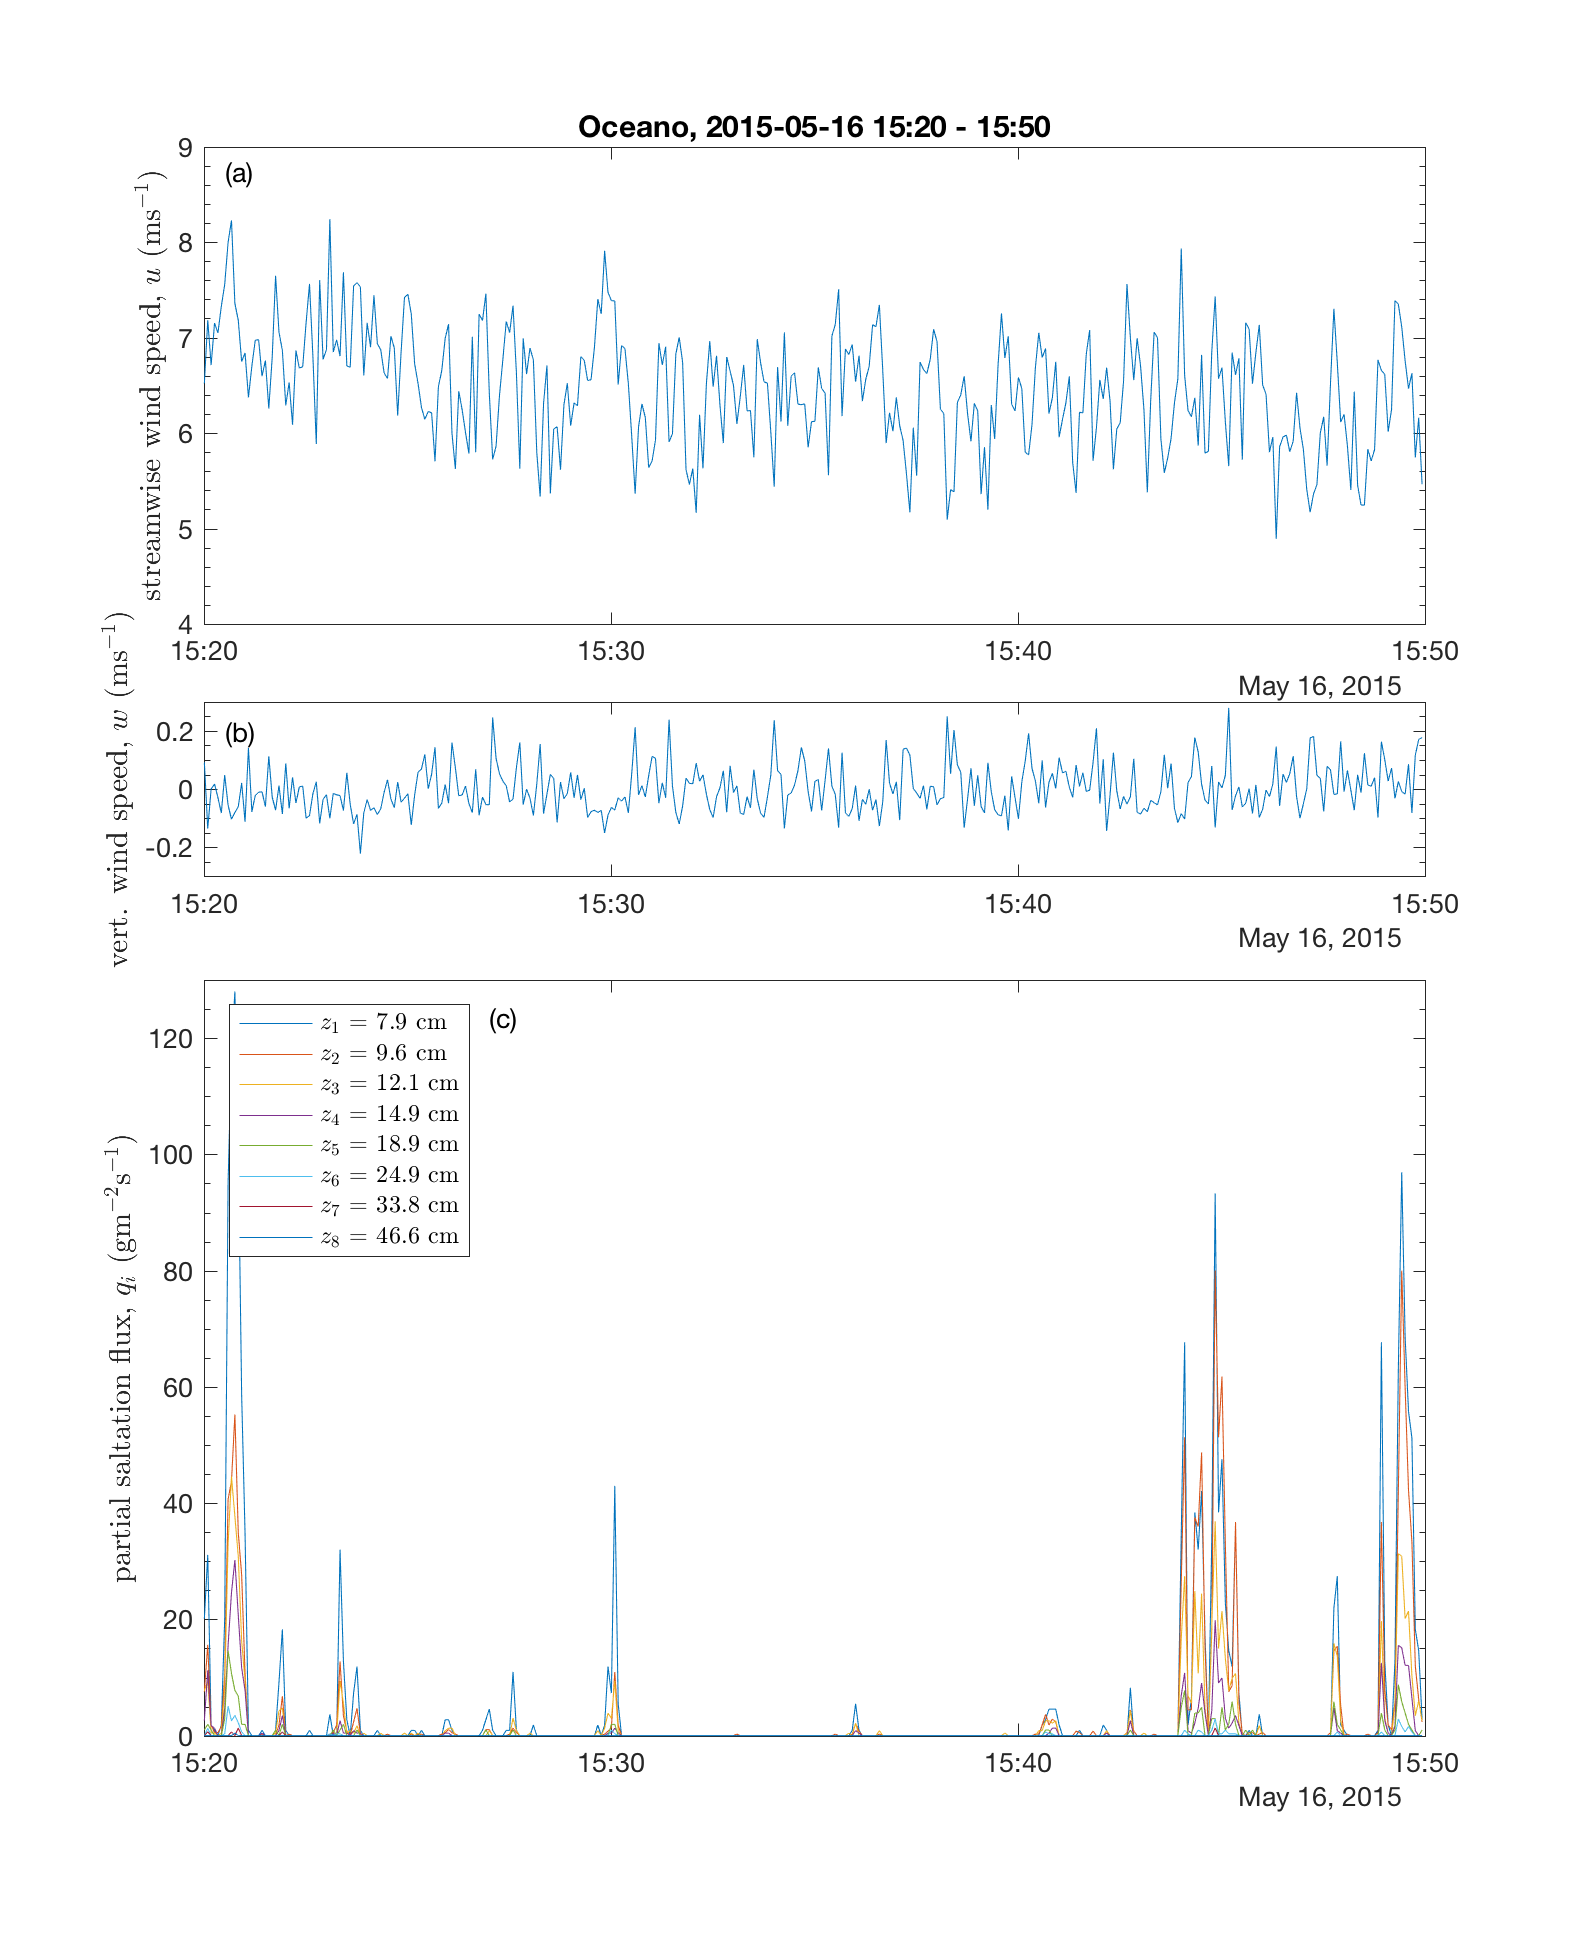 Oceano, 2015-05-16 15:20 - 15:50
(a)
streamwise wind speed, u (ms⁻¹)
9
8
7
6
5
4
15:20 15:30 15:40 15:50
May 16, 2015
(b)
vert. wind speed, w (ms⁻¹)
0.2
0
-0.2
15:20 15:30 15:40 15:50
May 16, 2015
(c)
partial saltation flux, qᵢ (gm⁻²s⁻¹)
120
100
80
60
40
20
0
z₁ = 7.9 cm
z₂ = 9.6 cm
z₃ = 12.1 cm
z₄ = 14.9 cm
z₅ = 18.9 cm
z₆ = 24.9 cm
z₇ = 33.8 cm
z₈ = 46.6 cm
15:20 15:30 15:40 15:50
May 16, 2015